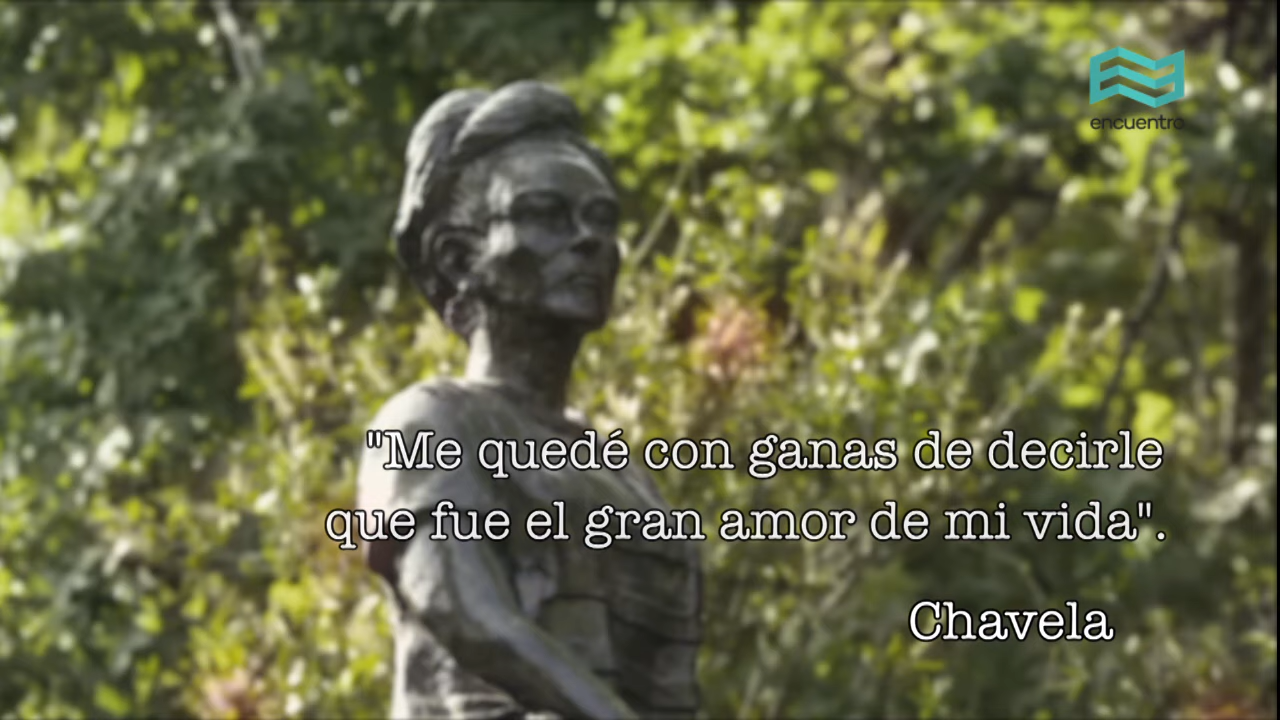 encuentro
"Me quedé con ganas de decirle
que fue el gran amor de mi vida".
Chavela